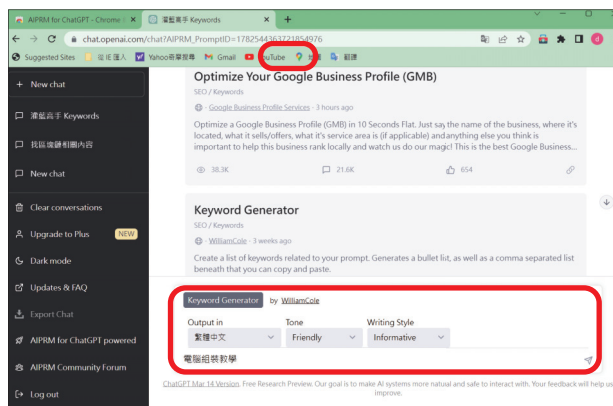 AIPRM for ChatGPT - Chrome
灌籃高手 Keywords
chat.openai.com/chat?AIPRM_PromptID=1782544363721854976
Suggested Sites
Yahoo奇摩搜尋
Gmail
YouTube
地圖
翻譯
New chat
灌籃高手 Keywords
我區塊鏈相關內容
New chat
Clear conversations
Upgrade to Plus
NEW
Dark mode
Updates & FAQ
Export Chat
AIPRM for ChatGPT powered
AIPRM Community Forum
Log out
Optimize Your Google Business Profile (GMB)
SEO / Keywords
Google Business Profile Services · 3 hours ago
Optimize a Google Business Profile (GMB) in 10 Seconds Flat. Just say the name of the business, where it's
located, what it sells/offers, what it's service area is (if applicable) andanything else you think is
important to help this business rank locally and watch us do our magic! This is the best Google Business...
38.3K
21.6K
654
Keyword Generator
SEO / Keywords
WilliamCole · 3 weeks ago
Create a list of keywords related to your prompt. Generates a bullet list, as well as a comma separated list
beneath that you can copy and paste.
Keyword Generator by WilliamCole
Output in
Tone
Writing Style
繁體中文
Friendly
Informative
電腦組裝教學
ChatGPT Mar 14 Version. Free Research Preview. Our goal is to make AI systems more natural and safe to interact with. Your feedback will help us
improve.